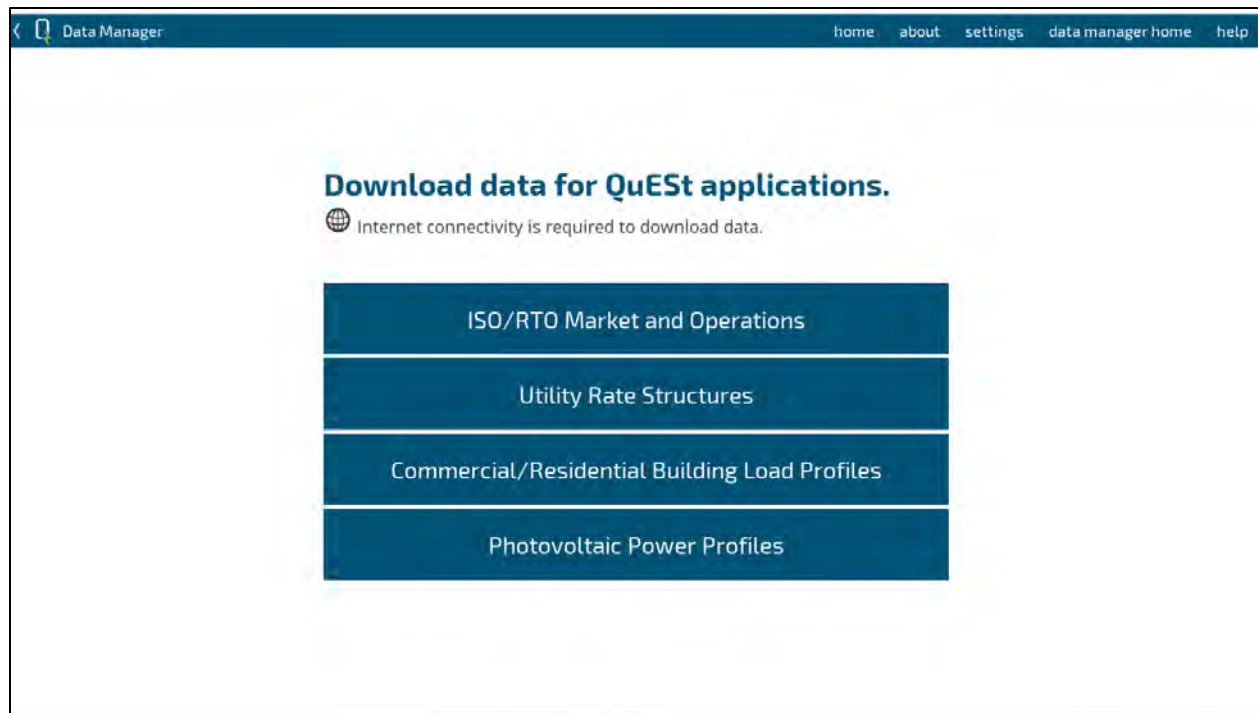 Data Manager
home about settings data manager home help
Download data for QuESt applications.
Internet connectivity is required to download data.
ISO/RTO Market and Operations
Utility Rate Structures
Commercial/Residential Building Load Profiles
Photovoltaic Power Profiles